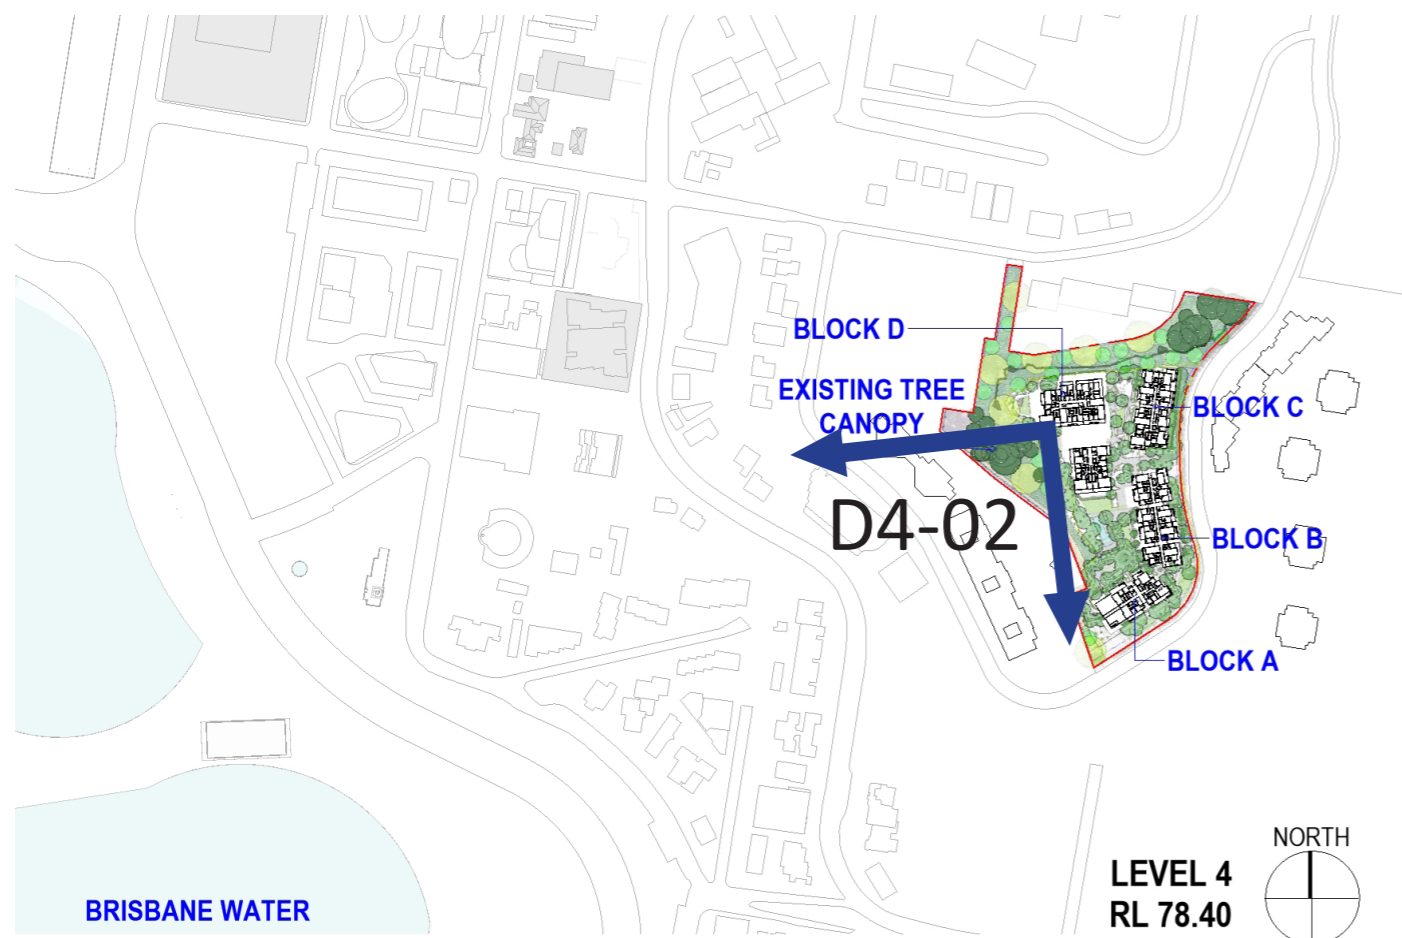 BLOCK D
EXISTING TREE
CANOPY
BLOCK C
D4-02
BLOCK B
BLOCK A
NORTH
LEVEL 4
RL 78.40
BRISBANE WATER